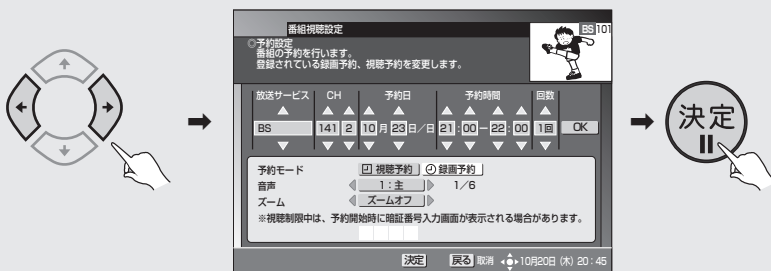 番組視聴設定
BS101
◎予約設定
番組の予約を行います。
登録されている録画予約、視聴予約を変更します。
放送サービス CH 予約日 予約時間 回数
BS 141 2 10月23日/日 21:00-22:00 1回 OK
予約モード 視聴予約 録画予約
音声 1:主 1/6
ズーム ズームオフ
※視聴制限中は、予約開始時に暗証番号入力画面が表示される場合があります。
決定 戻る 取消 10月20日(木)20:45
決定